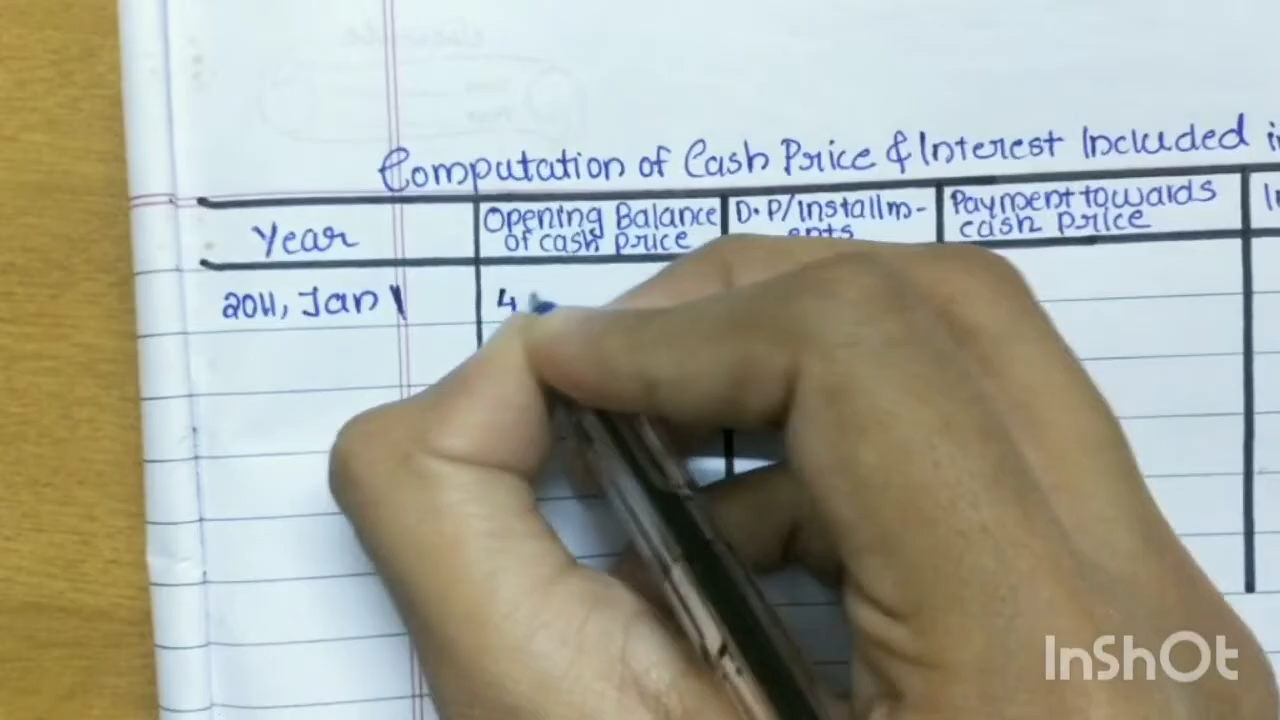 Computation of Cash Price & Interest Included
Year
Opening Balance of cash price
D.P/Installm-
Payment towards cash price
2011, Jan 1
4
InShOt